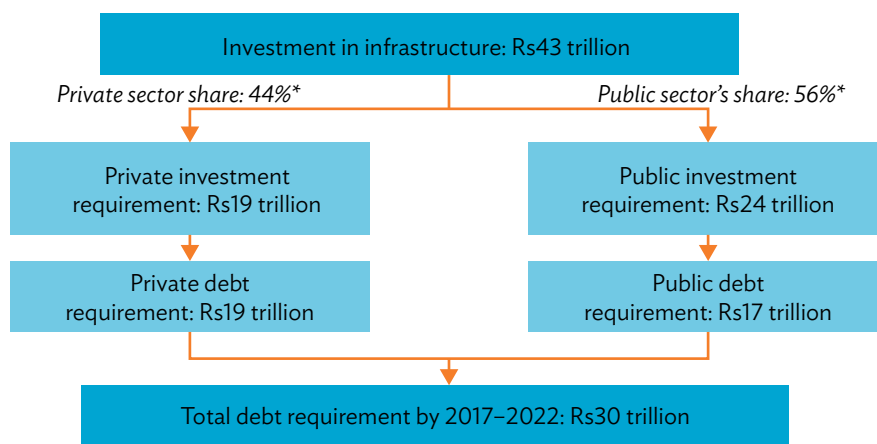 Investment in infrastructure: Rs43 trillion
Private sector share: 44%*
Public sector’s share: 56%*
Private investment
requirement: Rs19 trillion
Public investment
requirement: Rs24 trillion
Private debt
requirement: Rs19 trillion
Public debt
requirement: Rs17 trillion
Total debt requirement by 2017–2022: Rs30 trillion